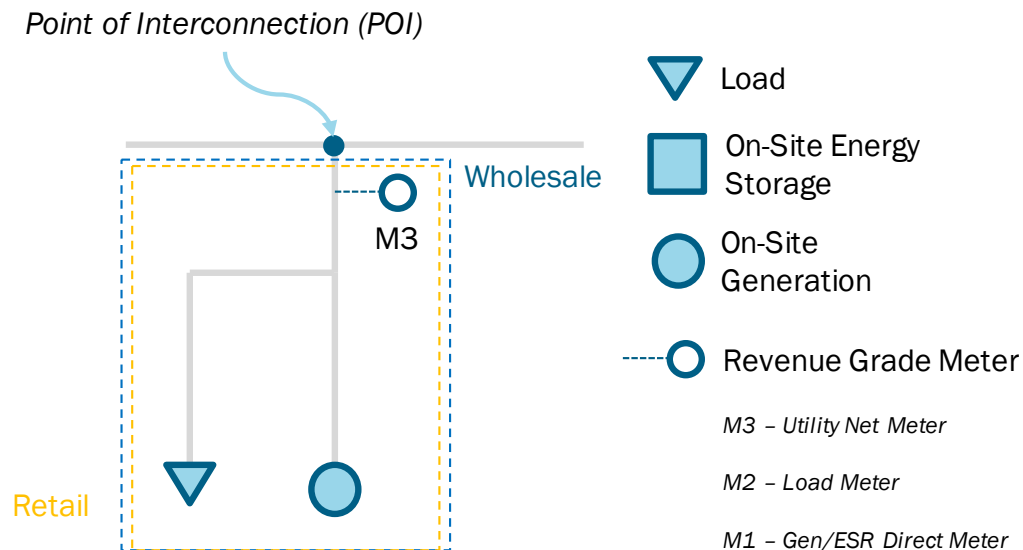 Point of Interconnection (POI)
Wholesale
M3
Retail
Load
On-Site Energy
Storage
On-Site
Generation
Revenue Grade Meter
M3 – Utility Net Meter
M2 – Load Meter
M1 – Gen/ESR Direct Meter